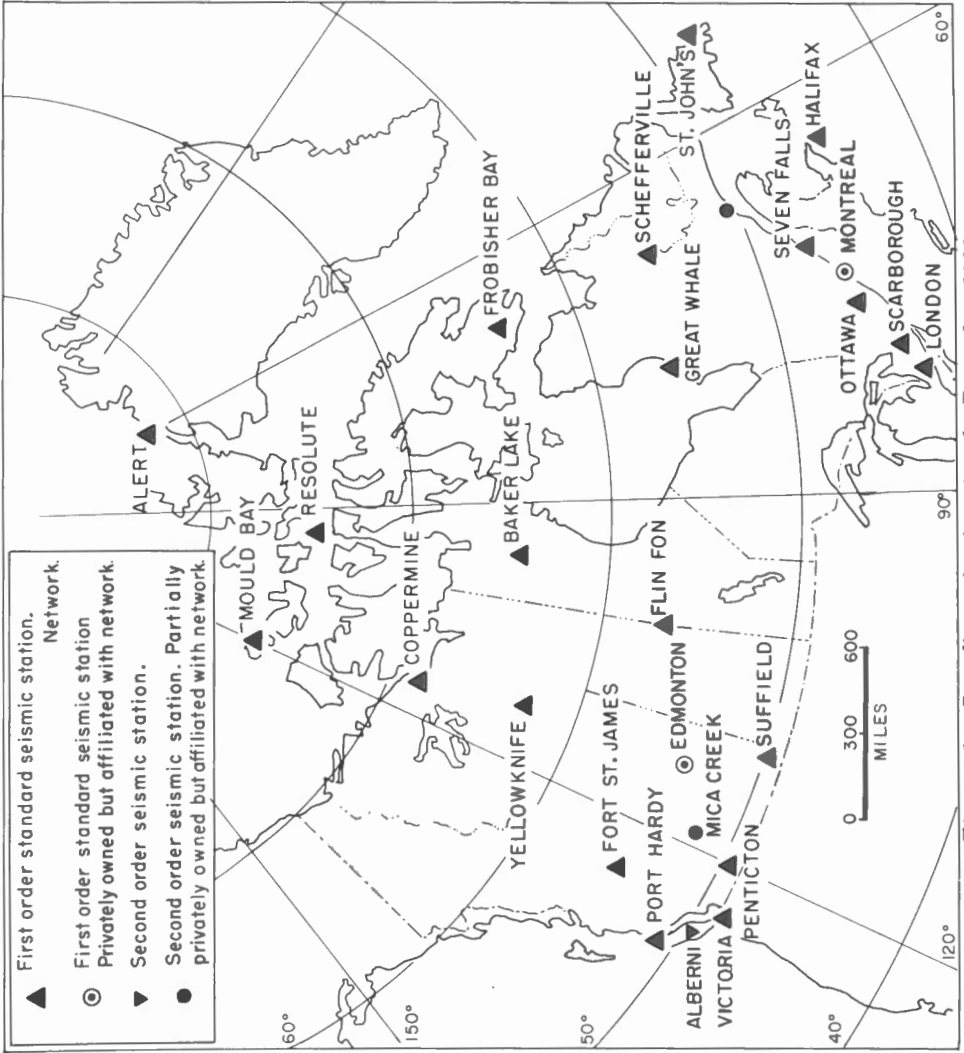 First order standard seismic station.
Network.
First order standard seismic station
Privately owned but affiliated with network.
Second order seismic station.
Second order seismic station. Partially
privately owned but affiliated with network.
ALERT
MOULD BAY
RESOLUTE
COPPERMINE
BAKER LAKE
FROBISHER BAY
YELLOWKNIFE
FORT ST. JAMES
FLIN FON
GREAT WHALE
SCHEFFERVILLE
ST. JOHN'S
PORT HARDY
EDMONTON
MICA CREEK
SUFFIELD
ALBERNI
VICTORIA
PENTICTON
SEVEN FALLS
HALIFAX
MONTREAL
OTTAWA
SCARBOROUGH
LONDON
0 300 600
MILES
60°
150°
50°
40°
120°
90°
60°